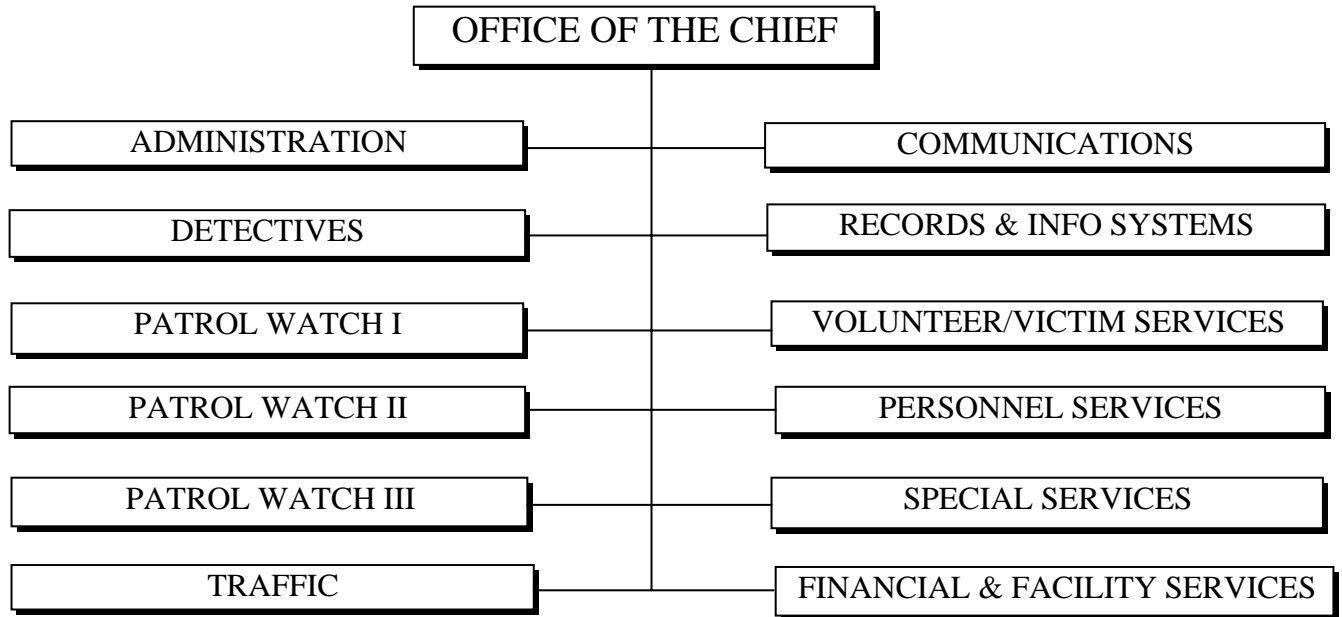 OFFICE OF THE CHIEF
ADMINISTRATION
COMMUNICATIONS
DETECTIVES
RECORDS & INFO SYSTEMS
PATROL WATCH I
VOLUNTEER/VICTIM SERVICES
PATROL WATCH II
PERSONNEL SERVICES
PATROL WATCH III
SPECIAL SERVICES
TRAFFIC
FINANCIAL & FACILITY SERVICES